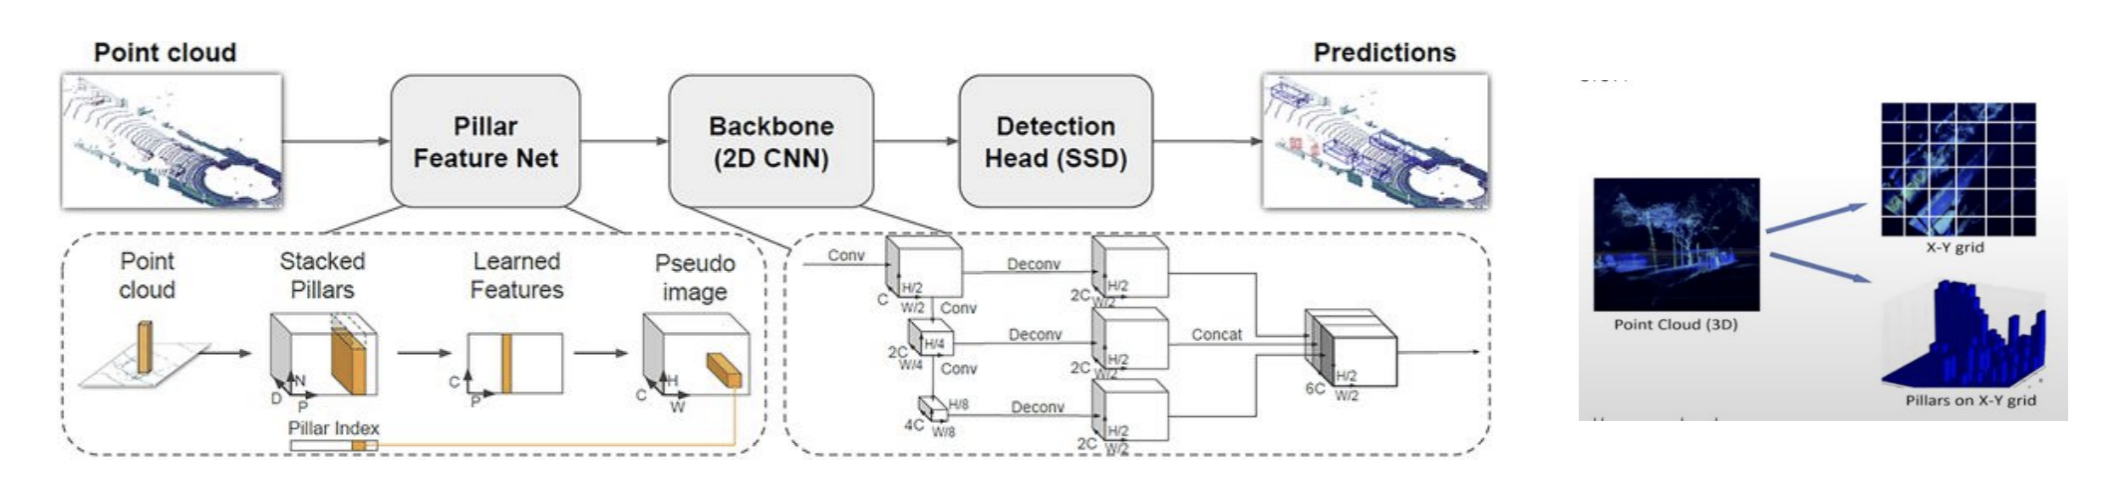 Point cloud
Predictions
Pillar
Feature Net
Backbone
(2D CNN)
Detection
Head (SSD)
Point
cloud
Stacked
Pillars
Learned
Features
Pseudo
image
N
D
P
C
P
H
C
W
Pillar Index
Conv
H/2
C
W/2
Conv
2C
H/4
W/4
Conv
H/8
4C
W/8
Deconv
H/2
2C
W/2
Deconv
H/2
2C
W/2
Deconv
H/2
2C
W/2
Concat
H/2
6C
W/2
Point Cloud (3D)
X-Y grid
Pillars on X-Y grid